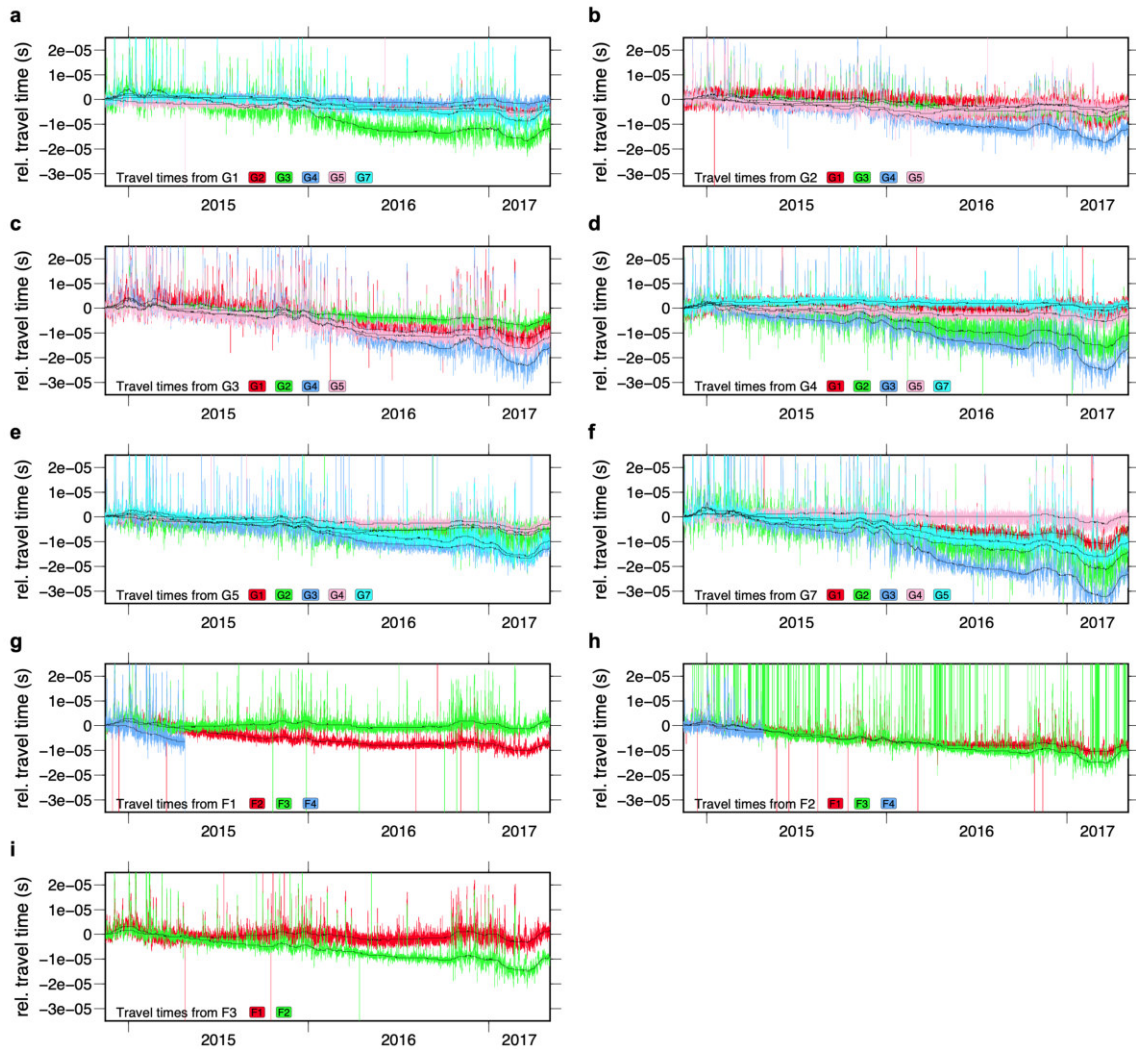 a
rel. travel time (s)
2e−05
1e−05
0
−1e−05
−2e−05
−3e−05
Travel times from G1 G2 G3 G4 G5 G7
2015 2016 2017
b
rel. travel time (s)
2e−05
1e−05
0
−1e−05
−2e−05
−3e−05
Travel times from G2 G1 G3 G4 G5
2015 2016 2017
c
rel. travel time (s)
2e−05
1e−05
0
−1e−05
−2e−05
−3e−05
Travel times from G3 G1 G2 G4 G5
2015 2016 2017
d
rel. travel time (s)
2e−05
1e−05
0
−1e−05
−2e−05
−3e−05
Travel times from G4 G1 G2 G3 G5 G7
2015 2016 2017
e
rel. travel time (s)
2e−05
1e−05
0
−1e−05
−2e−05
−3e−05
Travel times from G5 G1 G2 G3 G4 G7
2015 2016 2017
f
rel. travel time (s)
2e−05
1e−05
0
−1e−05
−2e−05
−3e−05
Travel times from G7 G1 G2 G3 G4 G5
2015 2016 2017
g
rel. travel time (s)
2e−05
1e−05
0
−1e−05
−2e−05
−3e−05
Travel times from F1 F2 F3 F4
2015 2016 2017
h
rel. travel time (s)
2e−05
1e−05
0
−1e−05
−2e−05
−3e−05
Travel times from F2 F1 F3 F4
2015 2016 2017
i
rel. travel time (s)
2e−05
1e−05
0
−1e−05
−2e−05
−3e−05
Travel times from F3 F1 F2
2015 2016 2017